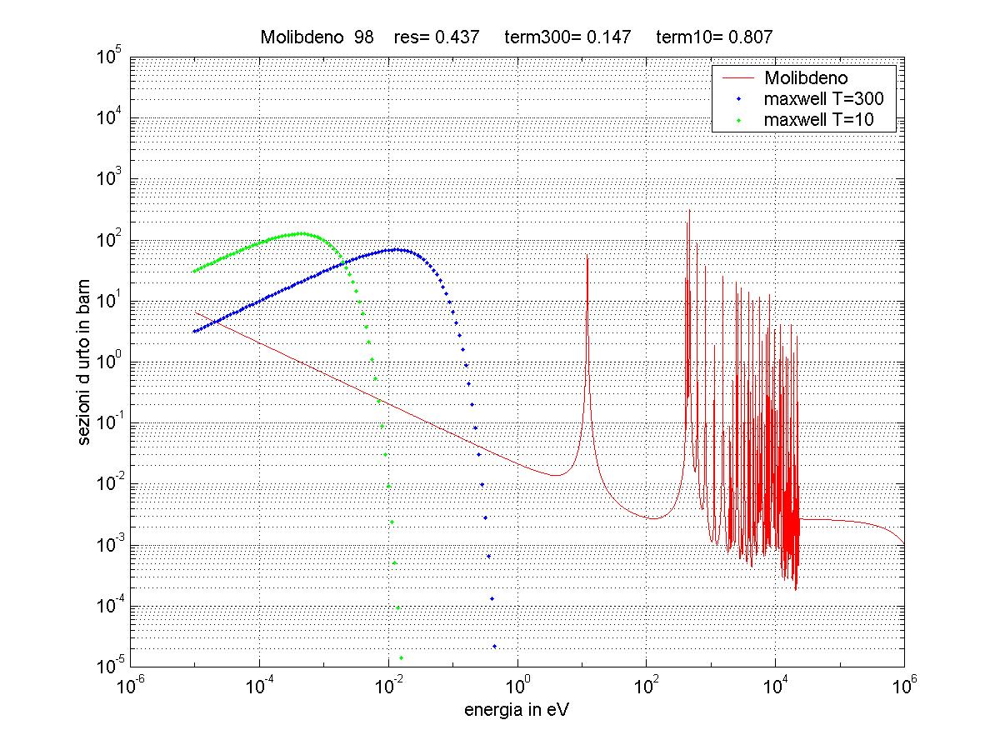 Molibdeno  98    res= 0.437     term300= 0.147     term10= 0.807
Molibdeno
maxwell T=300
maxwell T=10
sezioni d urto in barn
10^5
10^4
10^3
10^2
10^1
10^0
10^-1
10^-2
10^-3
10^-4
10^-5
10^-6 10^-4 10^-2 10^0 10^2 10^4 10^6
energia in eV